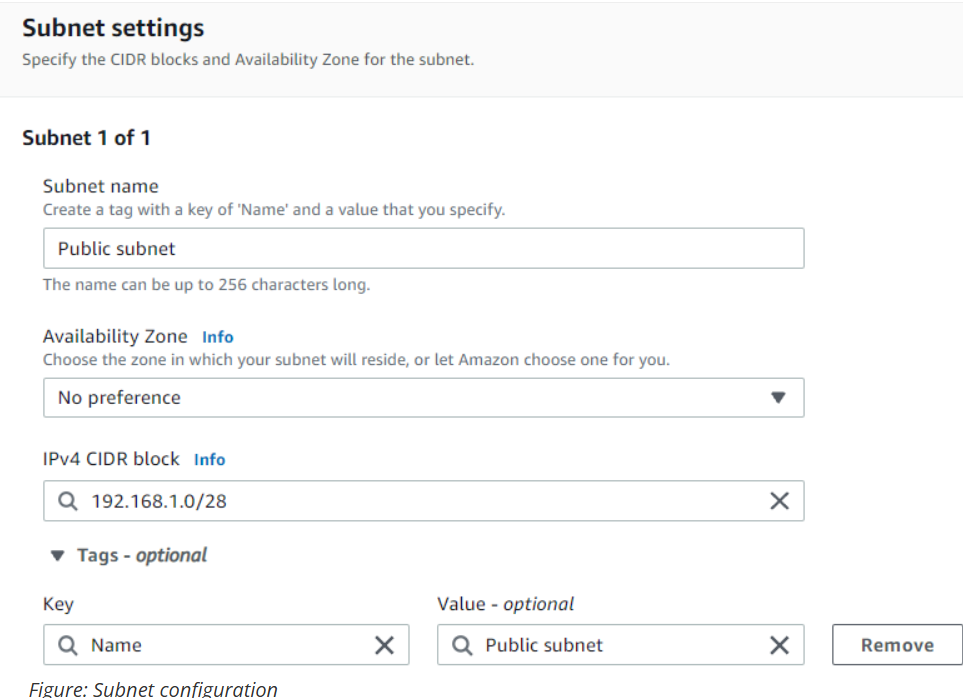 Subnet settings
Specify the CIDR blocks and Availability Zone for the subnet.
Subnet 1 of 1
Subnet name
Create a tag with a key of 'Name' and a value that you specify.
Public subnet
The name can be up to 256 characters long.
Availability Zone Info
Choose the zone in which your subnet will reside, or let Amazon choose one for you.
No preference
IPv4 CIDR block Info
192.168.1.0/28
Tags - optional
Key Value - optional
Name Public subnet Remove
Figure: Subnet configuration